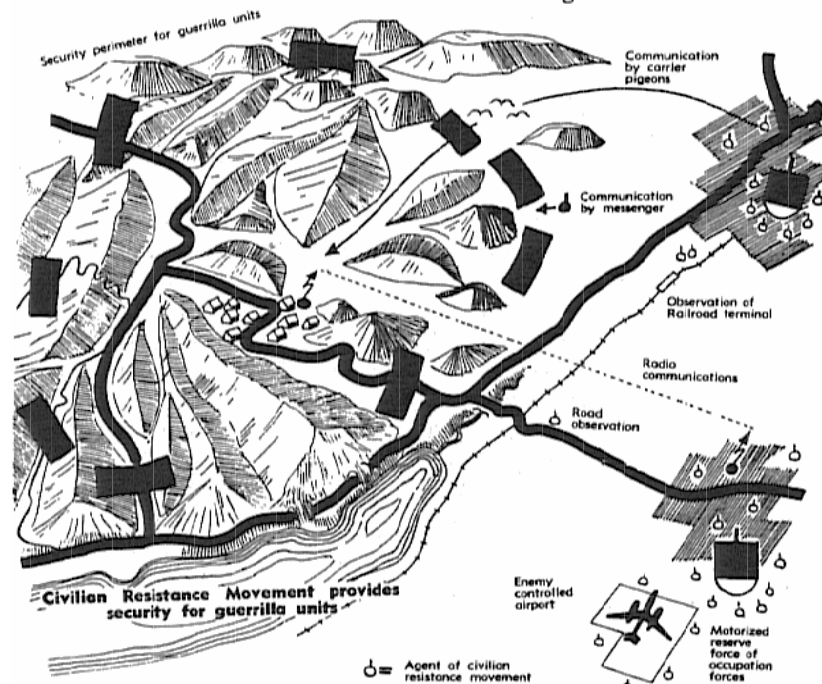 Security perimeter for guerrilla units
Communication
by carrier
pigeons
Communication
by messenger
Observation of
Railroad terminal
Radio
communications
Road
observation
Enemy
controlled
airport
Civilian Resistance Movement provides
security for guerrilla units
Motorized
reserve
force of
occupation
forces
= Agent of civilion
resistance movement